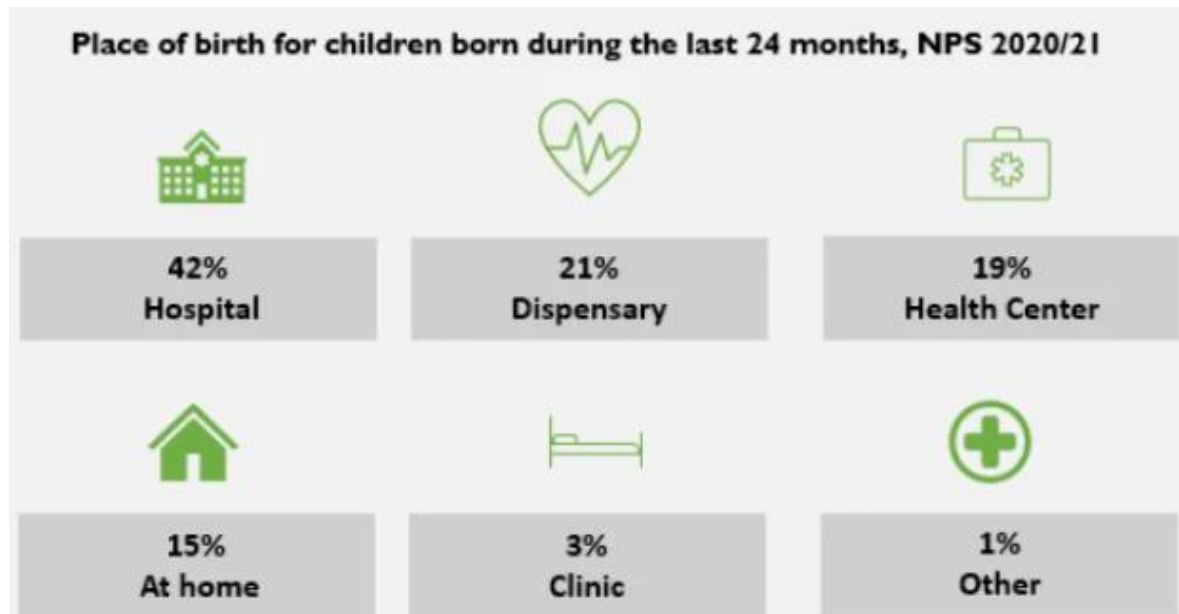 Place of birth for children born during the last 24 months, NPS 2020/21
42%
Hospital
21%
Dispensary
19%
Health Center
15%
At home
3%
Clinic
1%
Other